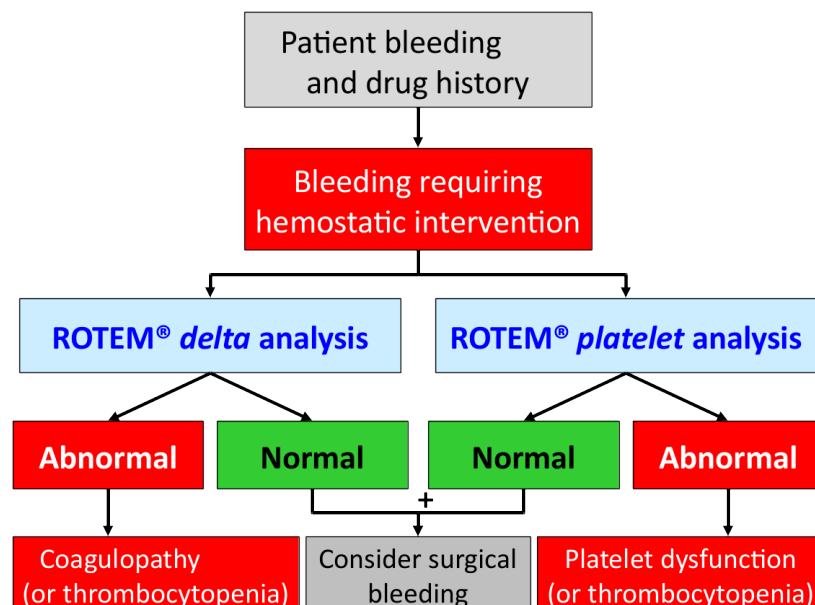 Patient bleeding
and drug history
Bleeding requiring
hemostatic intervention
ROTEM® delta analysis
ROTEM® platelet analysis
Abnormal
Normal
Normal
Abnormal
+
Coagulopathy
(or thrombocytopenia)
Consider surgical
bleeding
Platelet dysfunction
(or thrombocytopenia)